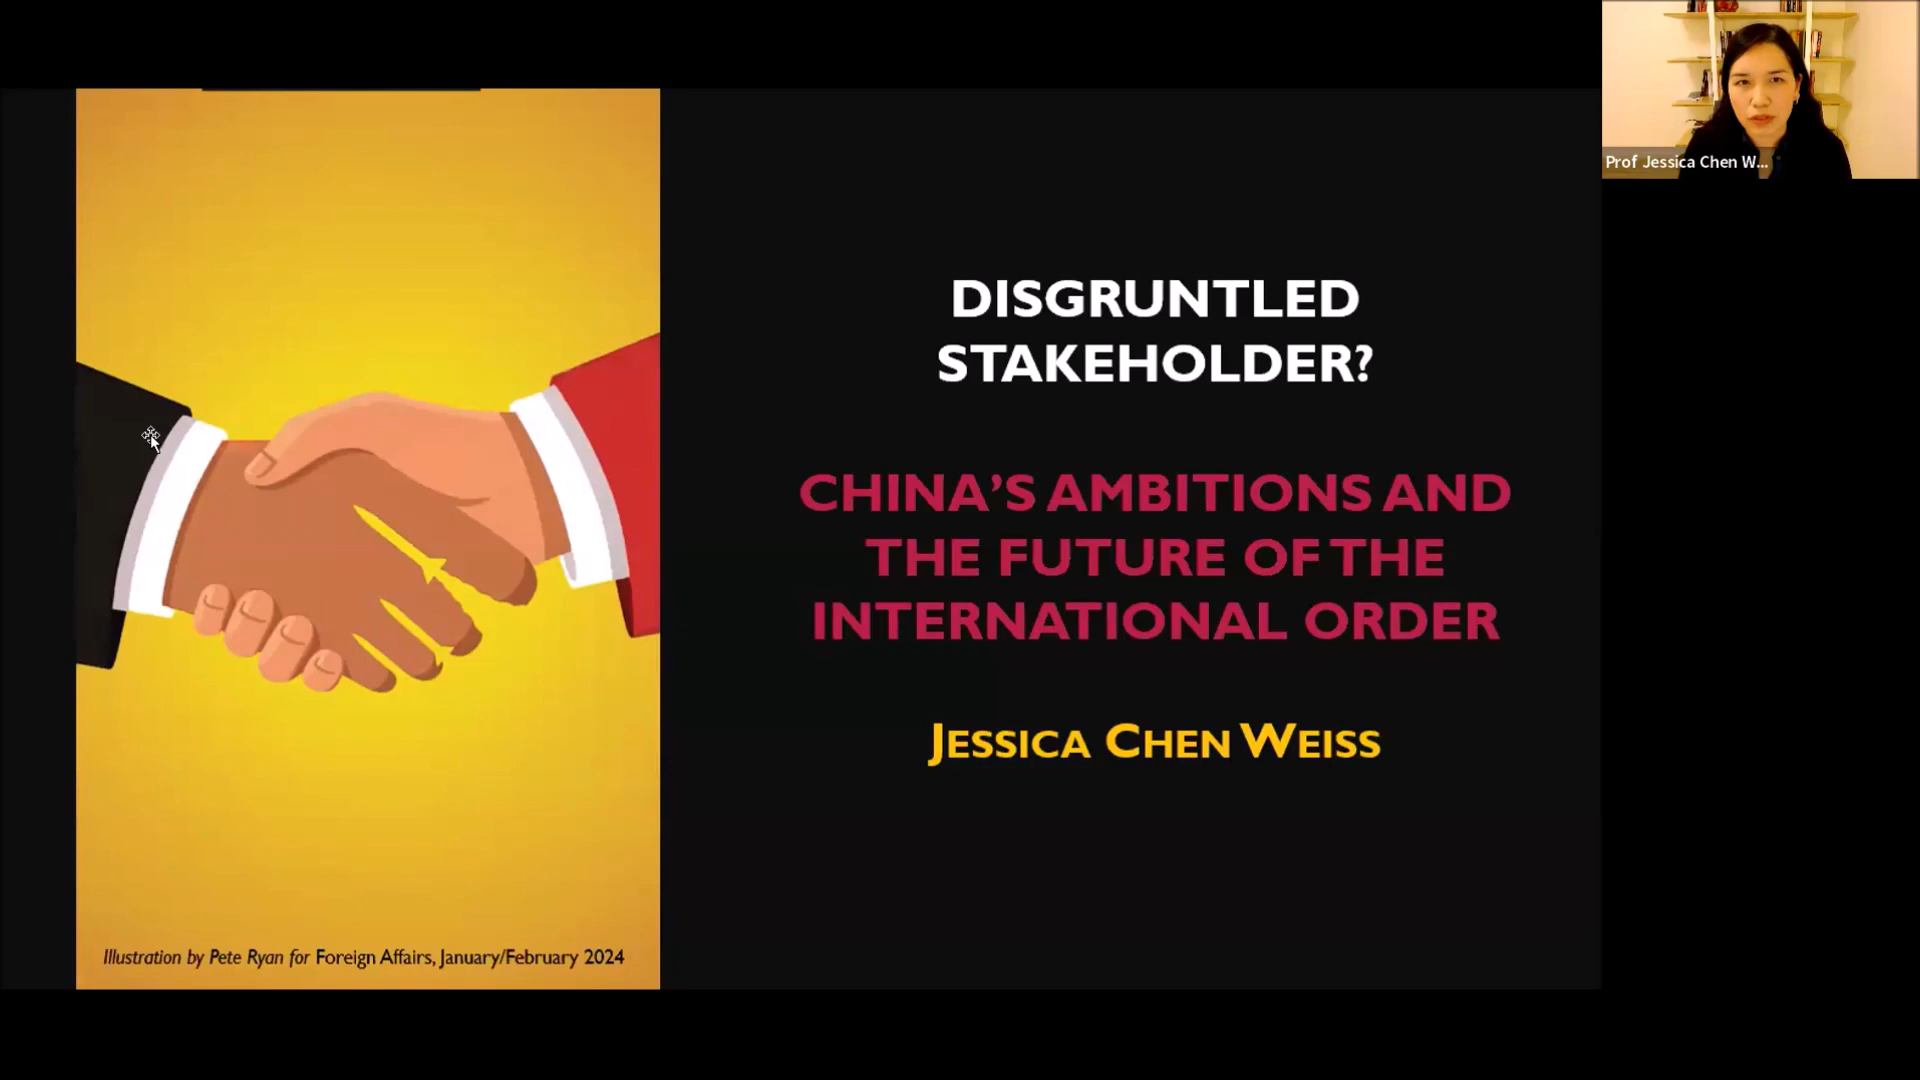 DISGRUNTLED
STAKEHOLDER?
CHINA'S AMBITIONS AND
THE FUTURE OF THE
INTERNATIONAL ORDER
JESSICA CHEN WEISS
Illustration by Pete Ryan for Foreign Affairs, January/February 2024
Prof Jessica Chen W...